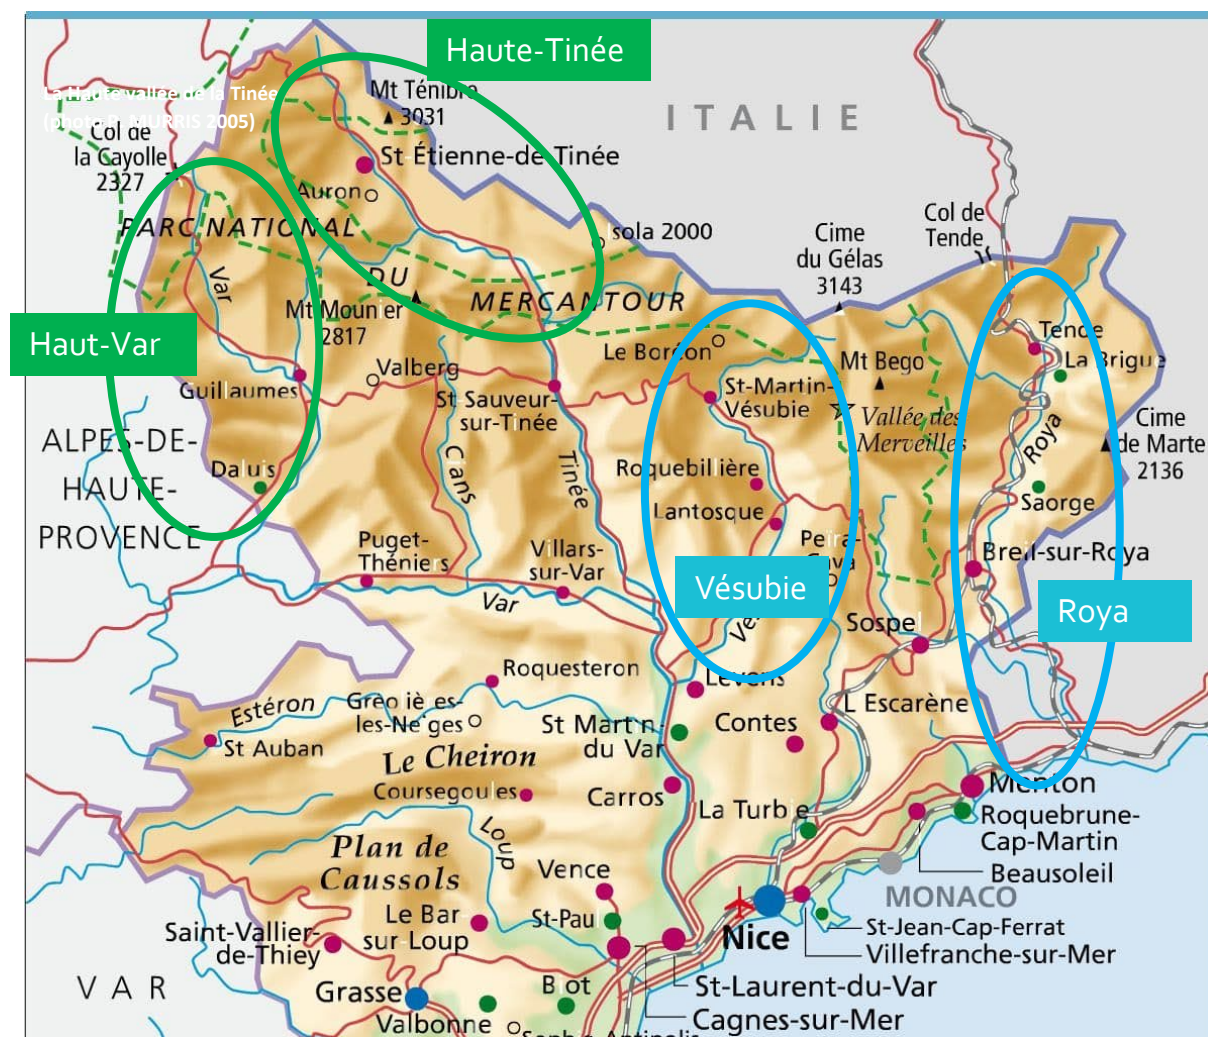 Haute-Tinée
La Haute vallée de la Tinée
(photo P. MURRIS 2005)
Mt Ténibre
3031
ITALIE
Col de
la Cayolle
2327
St-Étienne-de Tinée
Auron
PARC NATIONAL
DU
MERCANTOUR
Isola 2000
Col de
Tende
Cime
du Gélas
3143
Var
Mt Mounier
2817
Haut-Var
Le Boréon
Tende
La Brigue
Mt Bego
Valberg
Guillaumes
St Sauveur-
sur-Tinée
St-Martin-
Vésubie
Vallée des
Merveilles
Cime
de Marte
2136
ALPES-DE-
HAUTE-
PROVENCE
Daluis
Cians
Tinée
Roquebillière
Lantosque
Roya
Saorge
Puget-
Théniers
Villars-
sur-Var
Peïra-
Cava
Breil-sur-Roya
Var
Vésubie
Roya
Sospel
Levens
Roquesteron
Estéron
Gréolières-
les-Neiges
St Auban
St Martin-
du Var
Contes
L Escarène
Le Cheiron
Coursegoules
Carros
La Turbie
Menton
Roquebrune-
Cap-Martin
Beausoleil
MONACO
Loup
Plan de
Caussols
Vence
Le Bar-
sur-Loup
St-Paul
Saint-Vallier-
de-Thiey
Nice
St-Jean-Cap-Ferrat
Villefranche-sur-Mer
VAR
Grasse
Biot
St-Laurent-du-Var
Cagnes-sur-Mer
Valbonne
Sophia-Antipolis